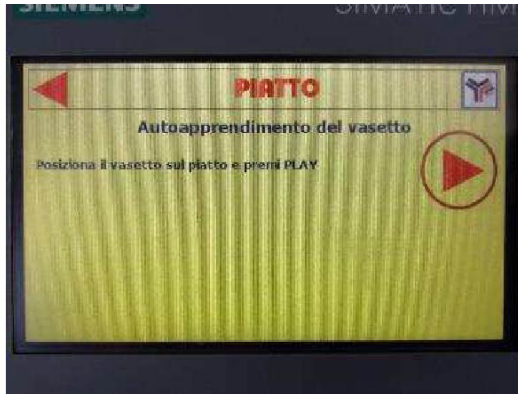 SIEMENS
SIMATIC HMI
PIATTO
Autoapprendimento del vasetto
Posiziona il vasetto sul piatto e premi PLAY